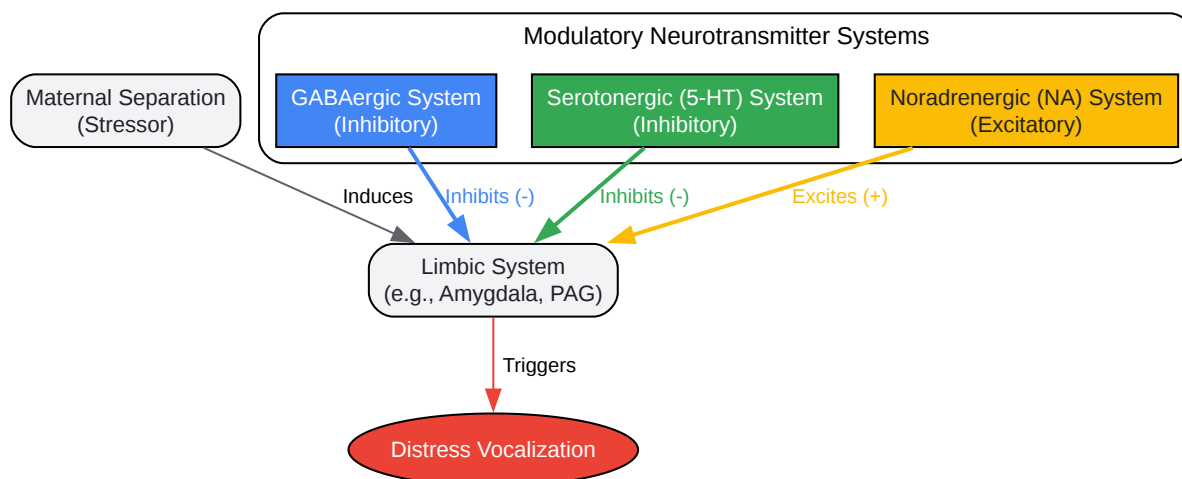 Modulatory Neurotransmitter Systems
Maternal Separation
(Stressor)
GABAergic System
(Inhibitory)
Serotonergic (5-HT) System
(Inhibitory)
Noradrenergic (NA) System
(Excitatory)
Induces
Inhibits (-)
Inhibits (-)
Excites (+)
Limbic System
(e.g., Amygdala, PAG)
Triggers
Distress Vocalization